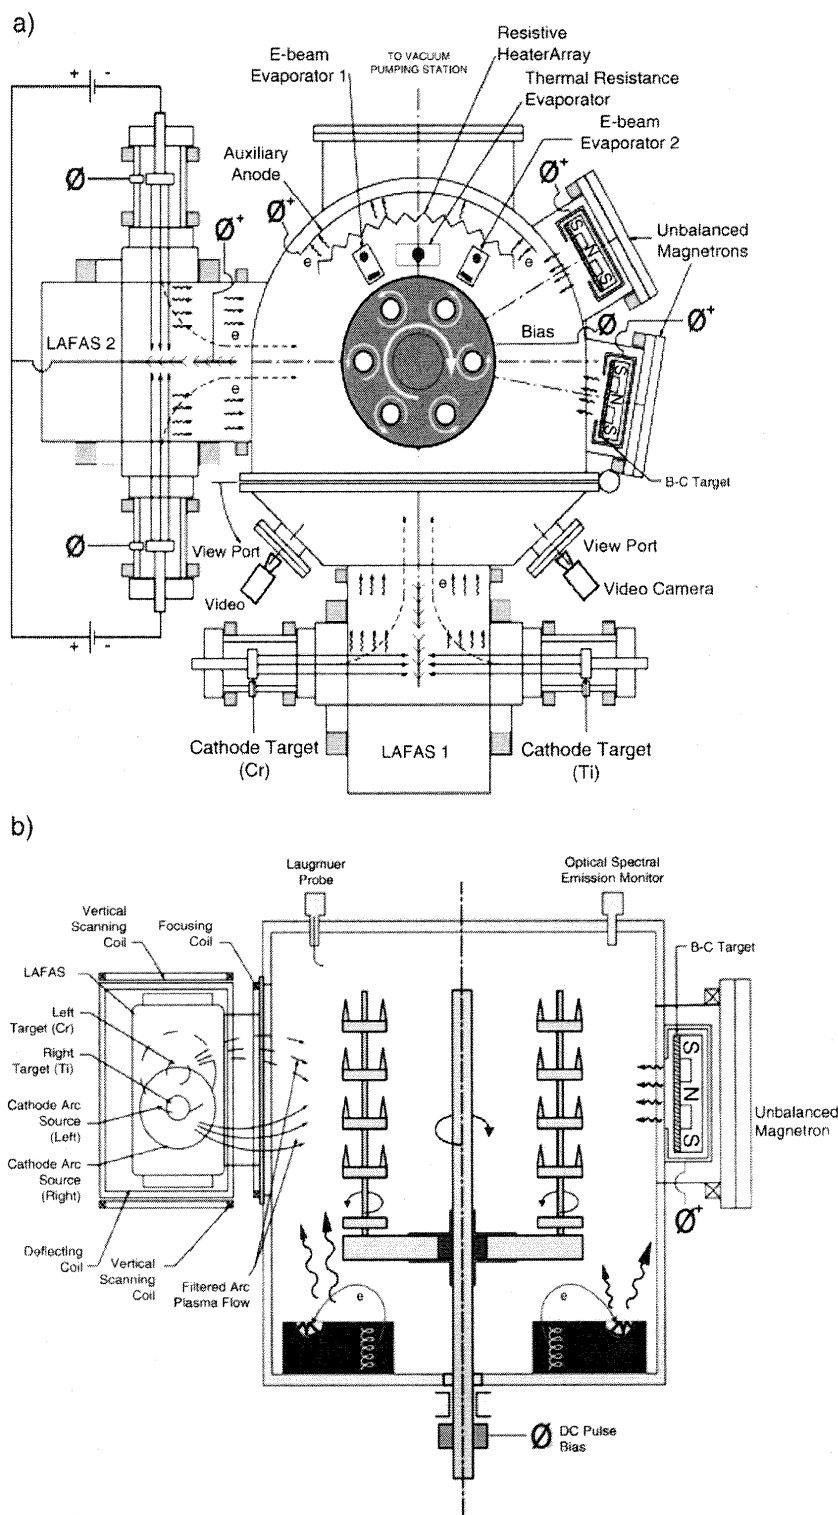 a)
Resistive
HeaterArray
E-beam
Evaporator 1
TO VACUUM
PUMPING STATION
Thermal Resistance
Evaporator
E-beam
Evaporator 2
Auxiliary
Anode
+ -
Ø
Ø+
Ø+
Ø+
e
e
S N S
Unbalanced
Magnetrons
Bias
Ø
Ø+
LAFAS 2
e
e
S N S
B-C Target
Ø
View Port
View Port
Video
Video Camera
e
+ -
Cathode Target
(Cr)
LAFAS 1
Cathode Target
(Ti)
b)
Laugmuer
Probe
Optical Spectral
Emission Monitor
Vertical
Scanning
Coil
Focusing
Coil
B-C Target
LAFAS
Left
Target (Cr)
Right
Target (Ti)
Cathode Arc
Source
(Left)
Cathode Arc
Source
(Right)
S N S
Unbalanced
Magnetron
Ø+
Deflecting
Coil
Vertical
Scanning
Coil
Filtered Arc
Plasma Flow
e
e
Ø
DC Pulse
Bias